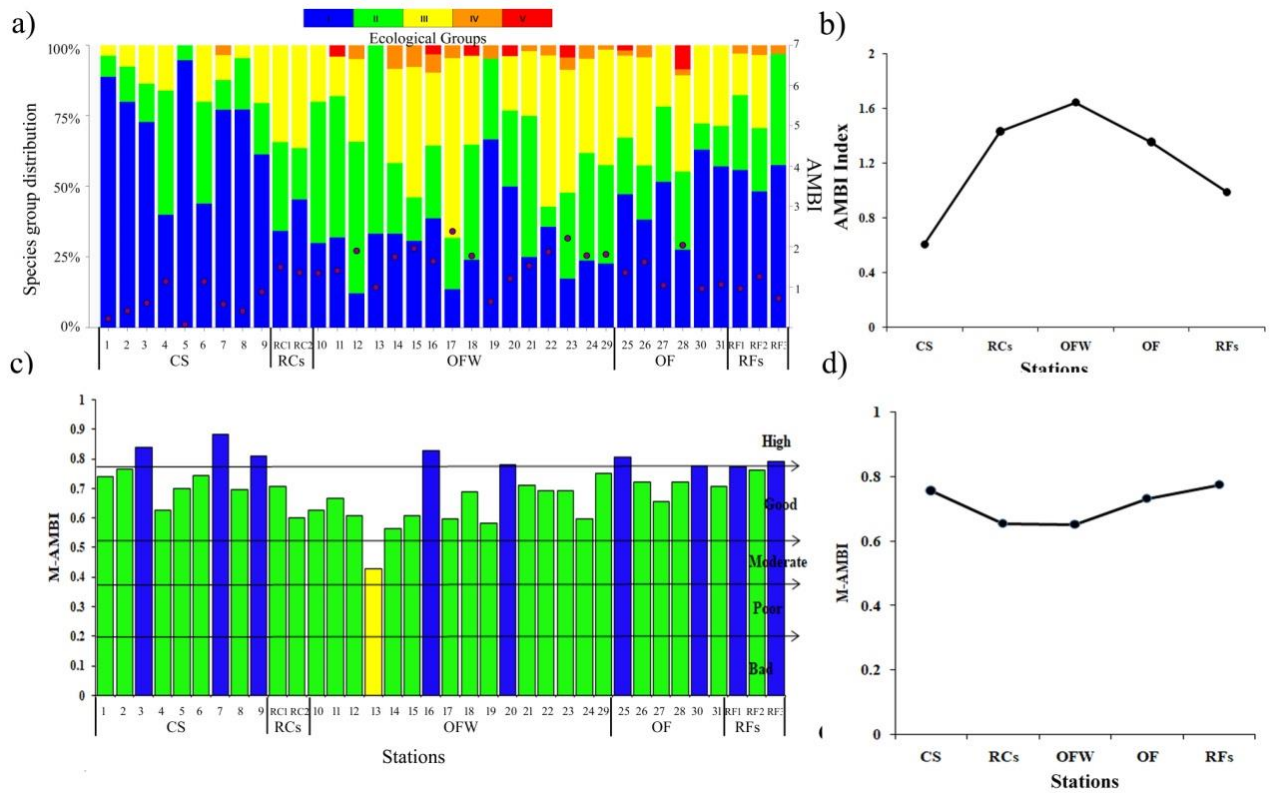 a)
I II III IV V
Ecological Groups
100%
75%
50%
25%
0%
Species group distribution
7
6
5
4
3
2
1
AMBI
1 2 3 4 5 6 7 8 9 RC1 RC2 10 11 12 13 14 15 16 17 18 19 20 21 22 23 24 29 25 26 27 28 30 31 RF1 RF2 RF3
CS RCs OFW OF RFs
b)
2
1.6
1.2
0.8
0.4
0
AMBI Index
CS RCs OFW OF RFs
Stations
c)
1
0.9
0.8
0.7
0.6
0.5
0.4
0.3
0.2
0.1
0
M-AMBI
High
Good
Moderate
Poor
Bad
1 2 3 4 5 6 7 8 9 RC1 RC2 10 11 12 13 14 15 16 17 18 19 20 21 22 23 24 29 25 26 27 28 30 31 RF1 RF2 RF3
CS RCs OFW OF RFs
Stations
d)
1
0.8
0.6
0.4
0.2
0
M-AMBI
CS RCs OFW OF RFs
Stations